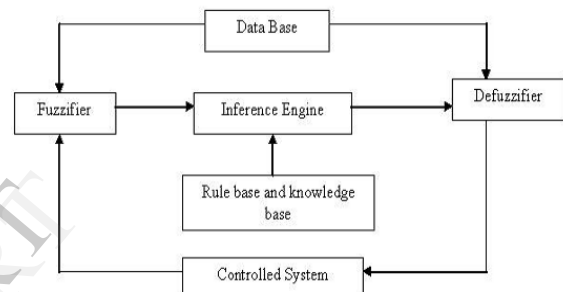 Data Base
Fuzzifier
Inference Engine
Defuzzifier
Rule base and knowledge
base
Controlled System